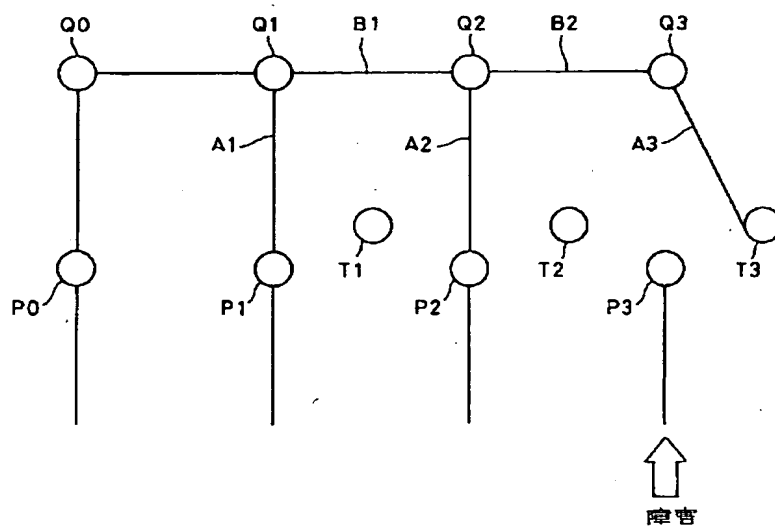 Q0 Q1 B1 Q2 B2 Q3
A1 A2 A3
T1 T2 T3
P0 P1 P2 P3
障害